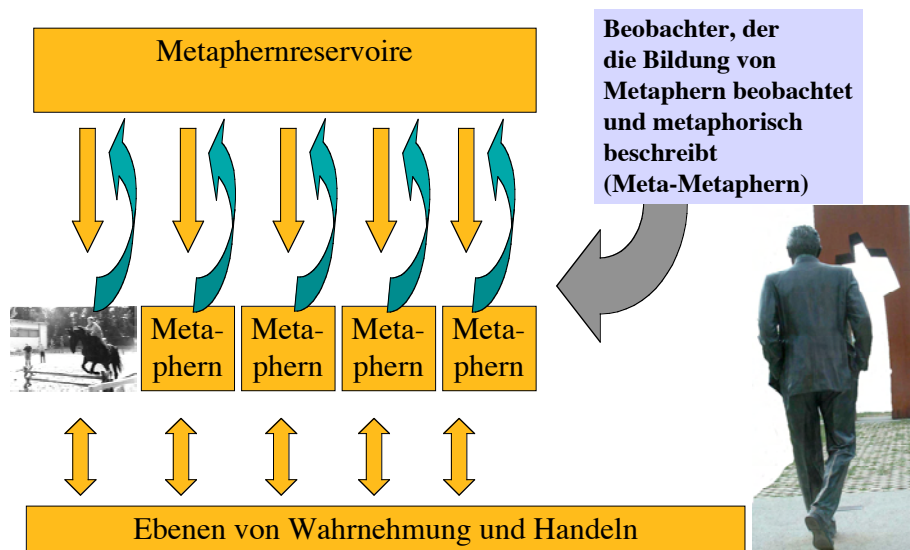 Metaphernreservoire
Beobachter, der
die Bildung von
Metaphern beobachtet
und metaphorisch
beschreibt
(Meta-Metaphern)
Meta-
phern
Meta-
phern
Meta-
phern
Meta-
phern
Ebenen von Wahrnehmung und Handeln